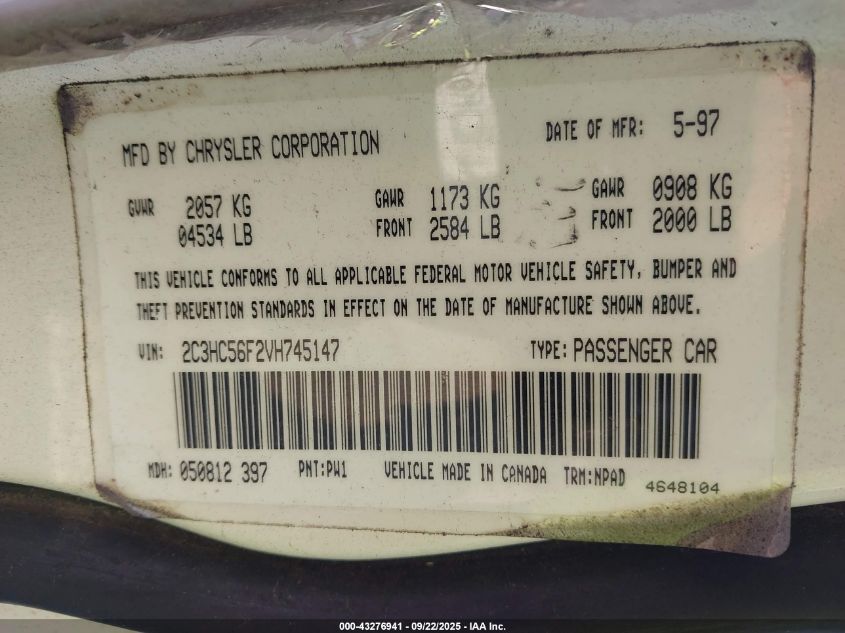 MFD BY CHRYSLER CORPORATION DATE OF MFR: 5-97
GVWR 2057 KG GAWR 1173 KG GAWR 0908 KG
04534 LB FRONT 2584 LB FRONT 2000 LB
THIS VEHICLE CONFORMS TO ALL APPLICABLE FEDERAL MOTOR VEHICLE SAFETY, BUMPER AND
THEFT PREVENTION STANDARDS IN EFFECT ON THE DATE OF MANUFACTURE SHOWN ABOVE.
VIN: 2C3HC56F2VH745147 TYPE: PASSENGER CAR
MDH: 050812 397 PNT:PW1 VEHICLE MADE IN CANADA TRM:NPAD 4648104
000-43276941 - 09/22/2025 - IAA Inc.